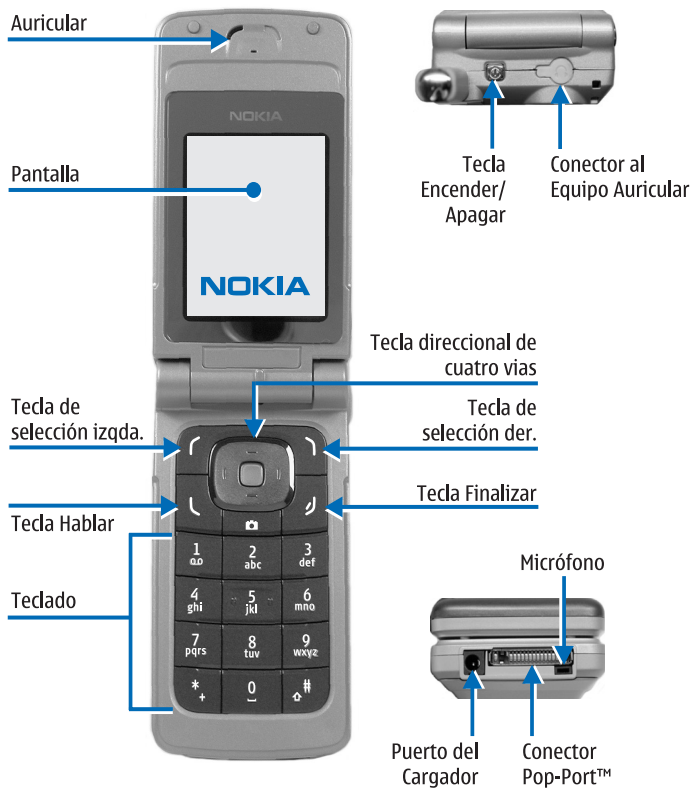 Auricular
NOKIA
Pantalla
NOKIA
Tecla
Encender/
Apagar
Conector al
Equipo Auricular
Tecla direccional de
cuatro vias
Tecla de
selección izqda.
Tecla de
selección der.
Tecla Hablar
Tecla Finalizar
Teclado
1 2 3
abc def
4 5 6
ghi jkl mno
7 8 9
pqrs tuv wxyz
* + 0 #
Micrófono
Puerto del
Cargador
Conector
Pop-Port™